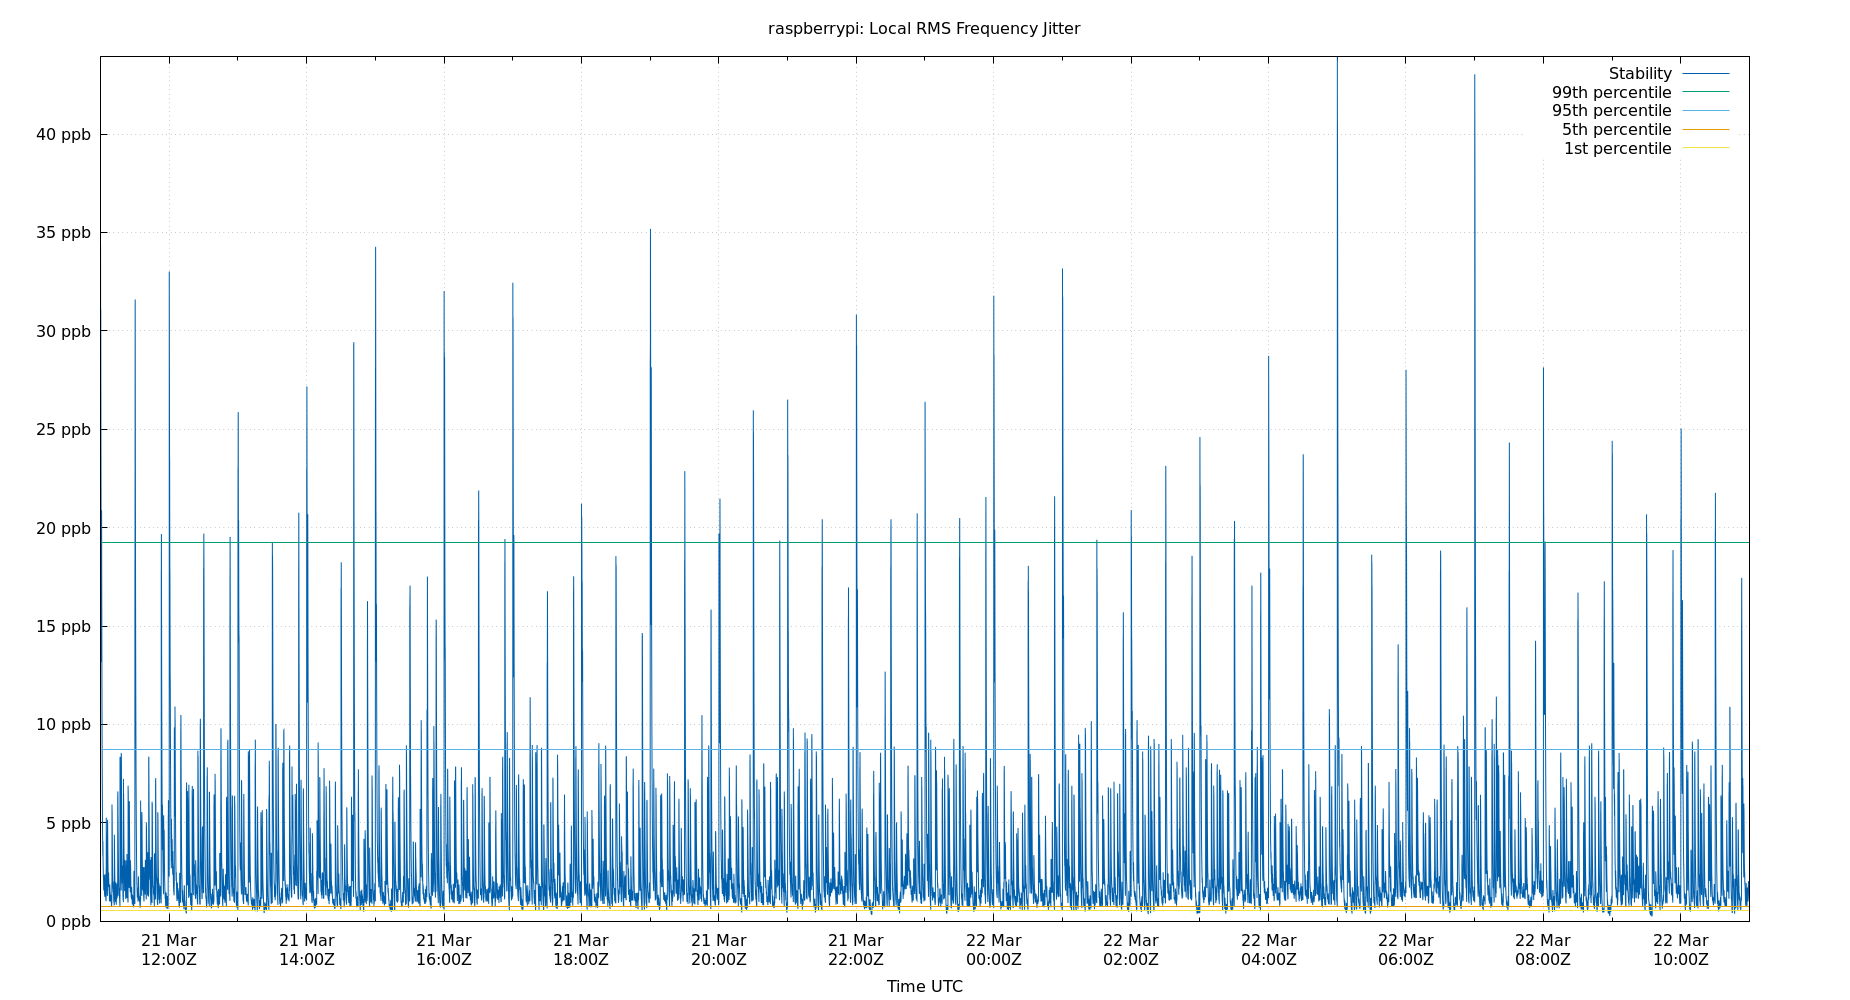 raspberrypi: Local RMS Frequency Jitter
Stability
99th percentile
95th percentile
5th percentile
1st percentile
40 ppb
35 ppb
30 ppb
25 ppb
20 ppb
15 ppb
10 ppb
5 ppb
0 ppb
21 Mar 21 Mar 21 Mar 21 Mar 21 Mar 21 Mar 22 Mar 22 Mar 22 Mar 22 Mar 22 Mar 22 Mar
12:00Z 14:00Z 16:00Z 18:00Z 20:00Z 22:00Z 00:00Z 02:00Z 04:00Z 06:00Z 08:00Z 10:00Z
Time UTC